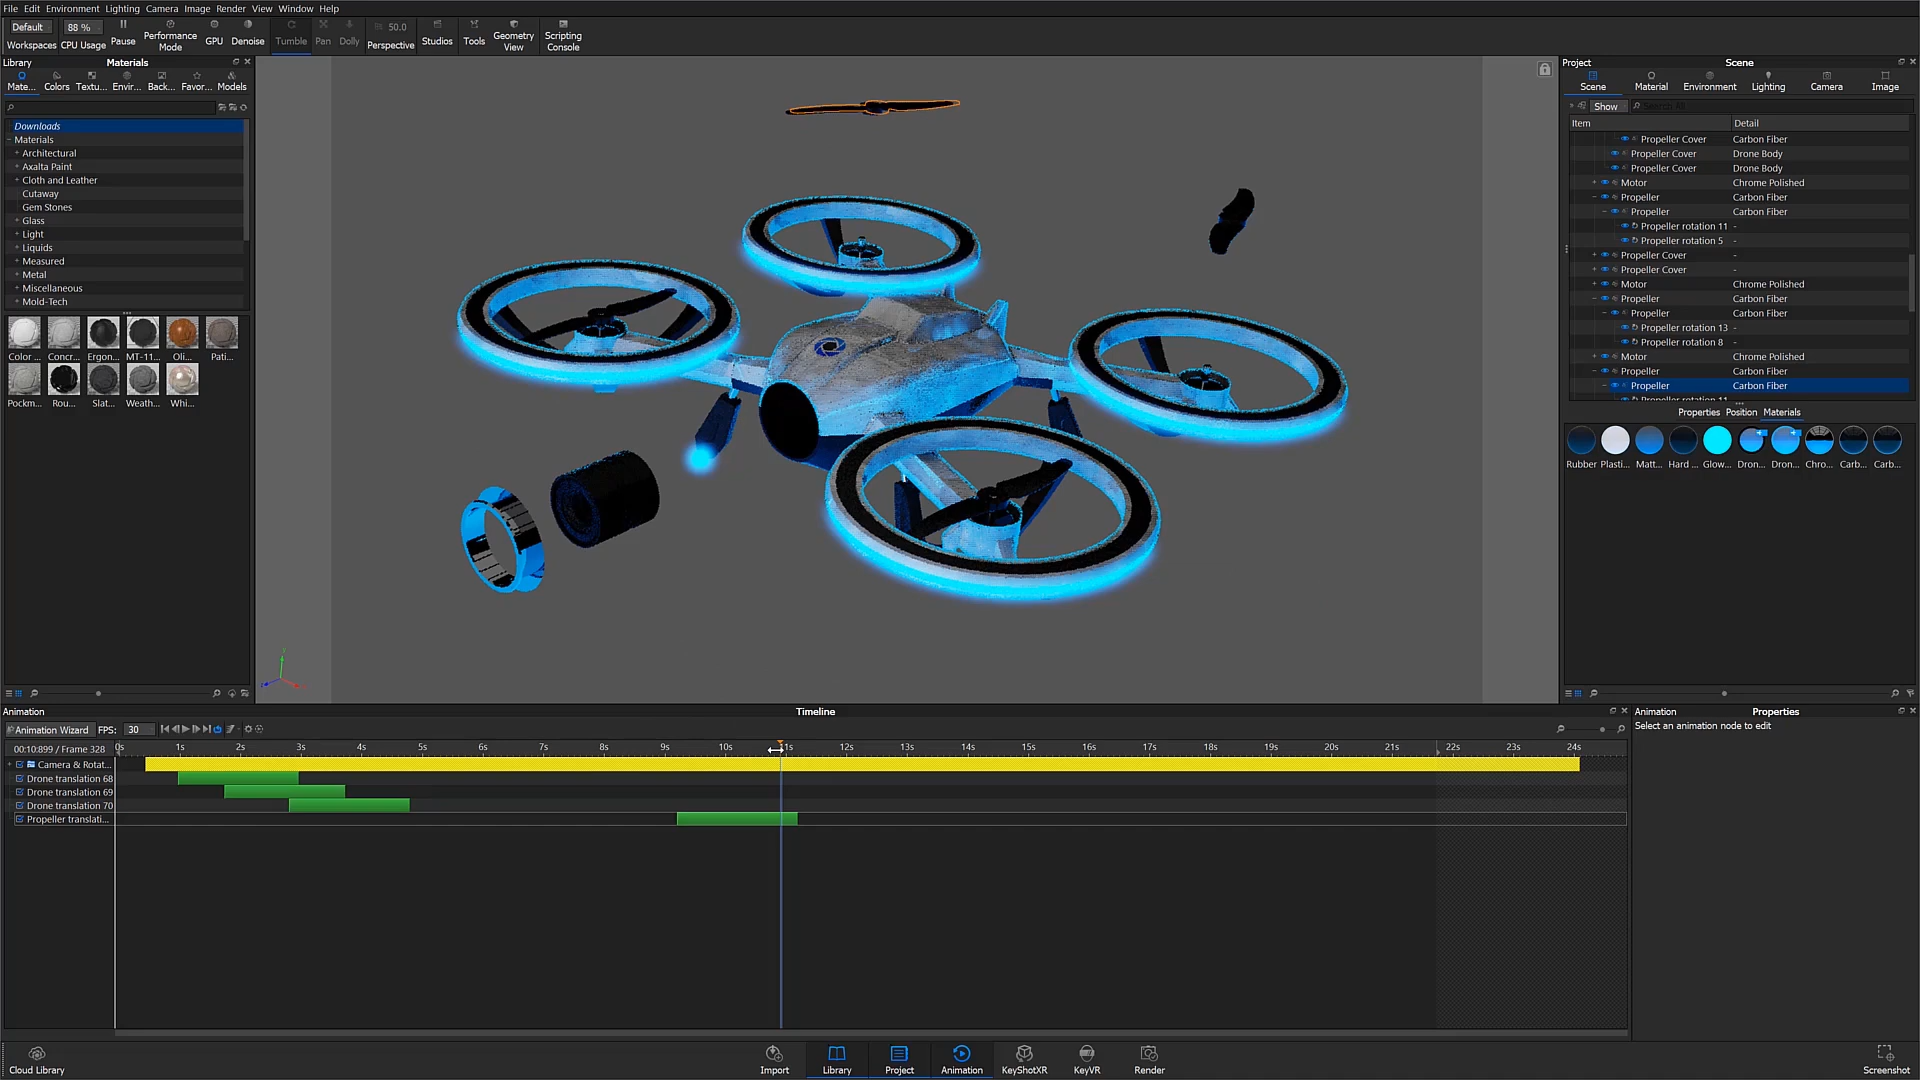 File Edit Environment Lighting Camera Image Render View Window Help
Default 88 % 50.0
Workspaces CPU Usage Pause Performance Mode GPU Denoise Tumble Pan Dolly Perspective Studios Tools Geometry View Scripting Console
Library Materials
Mate... Colors Textu... Envir... Back... Favor... Models
Downloads
Materials
Architectural
Axalta Paint
Cloth and Leather
Cutaway
Gem Stones
Glass
Light
Liquids
Measured
Metal
Miscellaneous
Mold-Tech
Color ... Concr... Ergon... MT-11... Oli... Pati...
Pockm... Rou... Slat... Weath... Whi...
Project Scene
Scene Material Environment Lighting Camera Image
Show Search All
Item Detail
Propeller Cover Carbon Fiber
Propeller Cover Drone Body
Propeller Cover Drone Body
Motor Chrome Polished
Propeller Carbon Fiber
Propeller Carbon Fiber
Propeller rotation 11 -
Propeller rotation 5 -
Propeller Cover -
Propeller Cover -
Motor Chrome Polished
Propeller Carbon Fiber
Propeller Carbon Fiber
Propeller rotation 13 -
Propeller rotation 8 -
Motor Chrome Polished
Propeller Carbon Fiber
Propeller Carbon Fiber
Propeller rotation 11
Properties Position Materials
Rubber Plasti... Matt... Hard ... Glow... Dron... Dron... Chro... Carb... Carb...
Animation Timeline
Animation Wizard FPS: 30
00:10:899 / Frame 328 0s 1s 2s 3s 4s 5s 6s 7s 8s 9s 10s 11s 12s 13s 14s 15s 16s 17s 18s 19s 20s 21s 22s 23s 24s
Camera & Rotat...
Drone translation 68
Drone translation 69
Drone translation 70
Propeller translati...
Animation Properties
Select an animation node to edit
Cloud Library Import Library Project Animation KeyShotXR KeyVR Render Screenshot